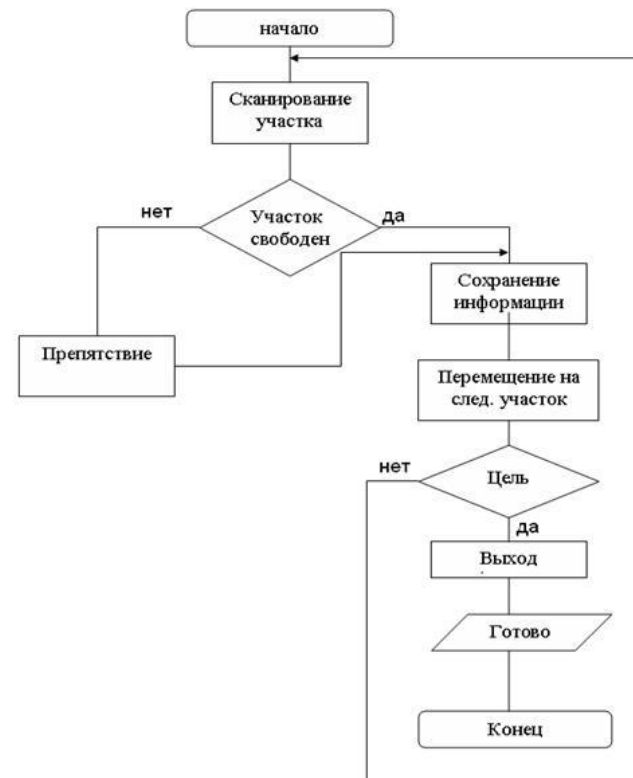 начало
Сканирование
участка
нет
Участок
свободен
да
Сохранение
информации
Препятствие
Перемещение на
след. участок
нет
Цель
да
Выход
Готово
Конец